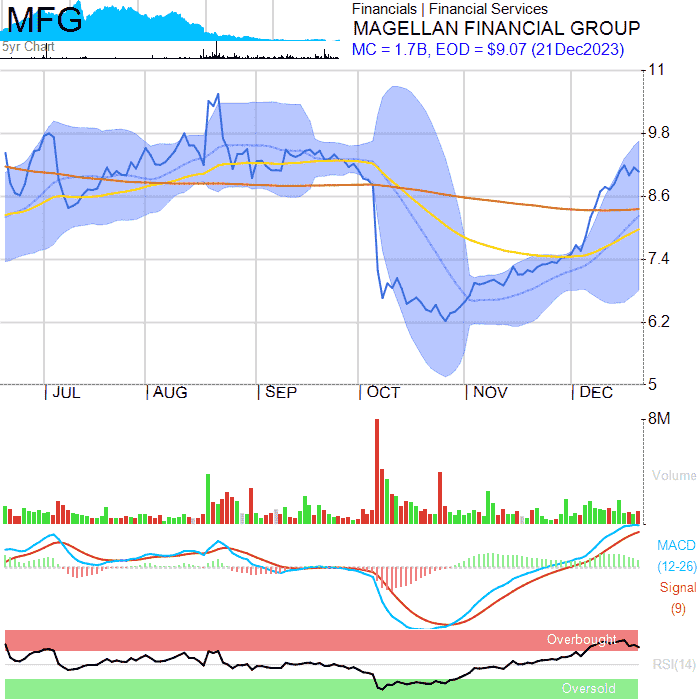 MFG
5yr Chart
Financials | Financial Services
MAGELLAN FINANCIAL GROUP
MC = 1.7B, EOD = $9.07 (21Dec2023)
11
9.8
8.6
7.4
6.2
5
JUL AUG SEP OCT NOV DEC
8M
Volume
MACD
(12-26)
Signal
(9)
Overbought
RSI(14)
Oversold